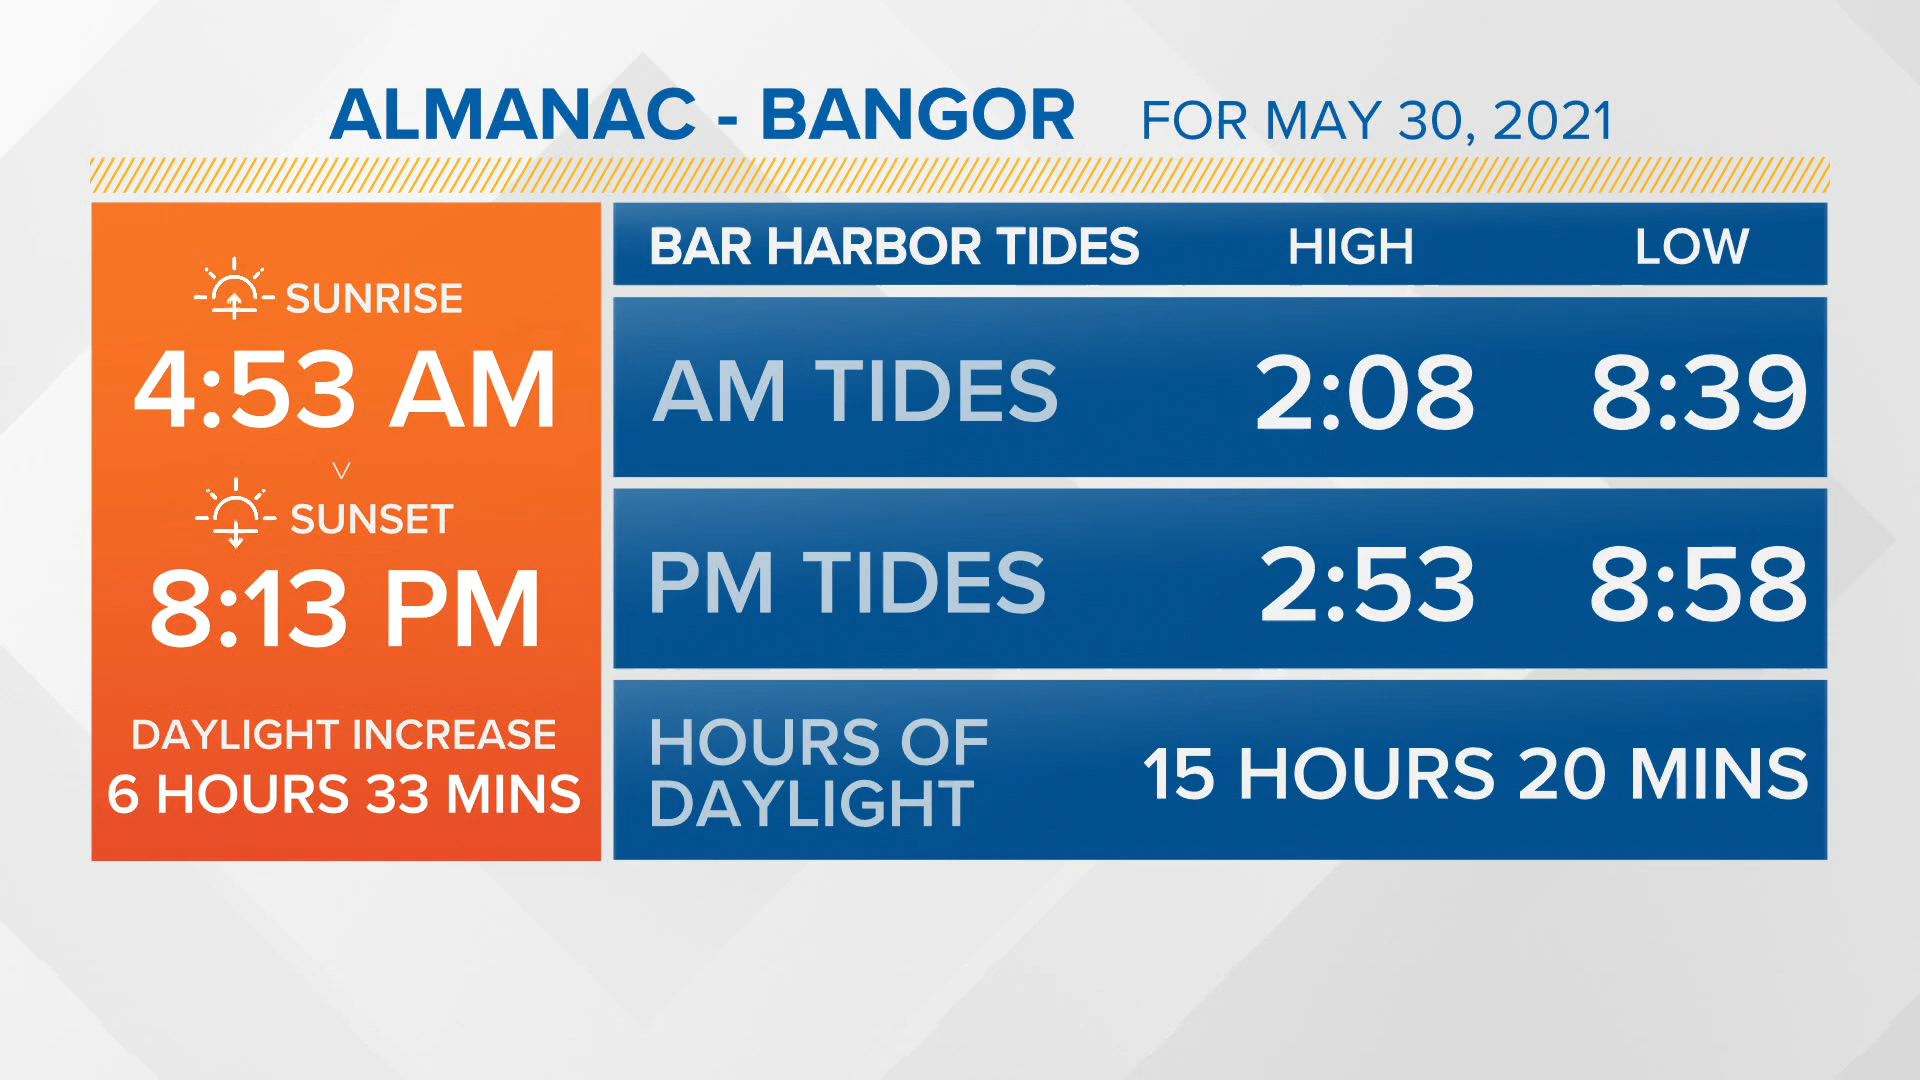 ALMANAC - BANGOR FOR MAY 30, 2021
SUNRISE
4:53 AM
SUNSET
8:13 PM
DAYLIGHT INCREASE
6 HOURS 33 MINS
BAR HARBOR TIDES HIGH LOW
AM TIDES 2:08 8:39
PM TIDES 2:53 8:58
HOURS OF
DAYLIGHT
15 HOURS 20 MINS